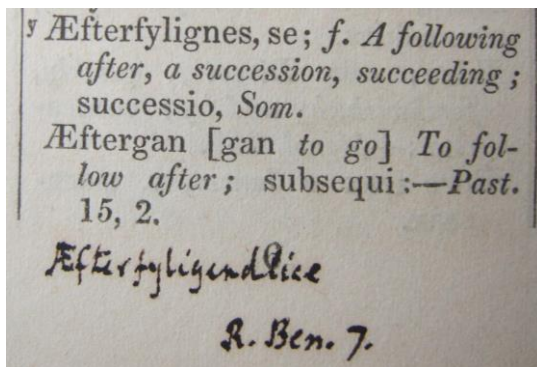 y Æfterfylignes, se; f. A following
after, a succession, succeeding;
successio, Som.
Æftergan [gan to go] To fol-
low after; subsequi:—Past.
15, 2.
Æfterfyligendlice
R. Ben. 7.